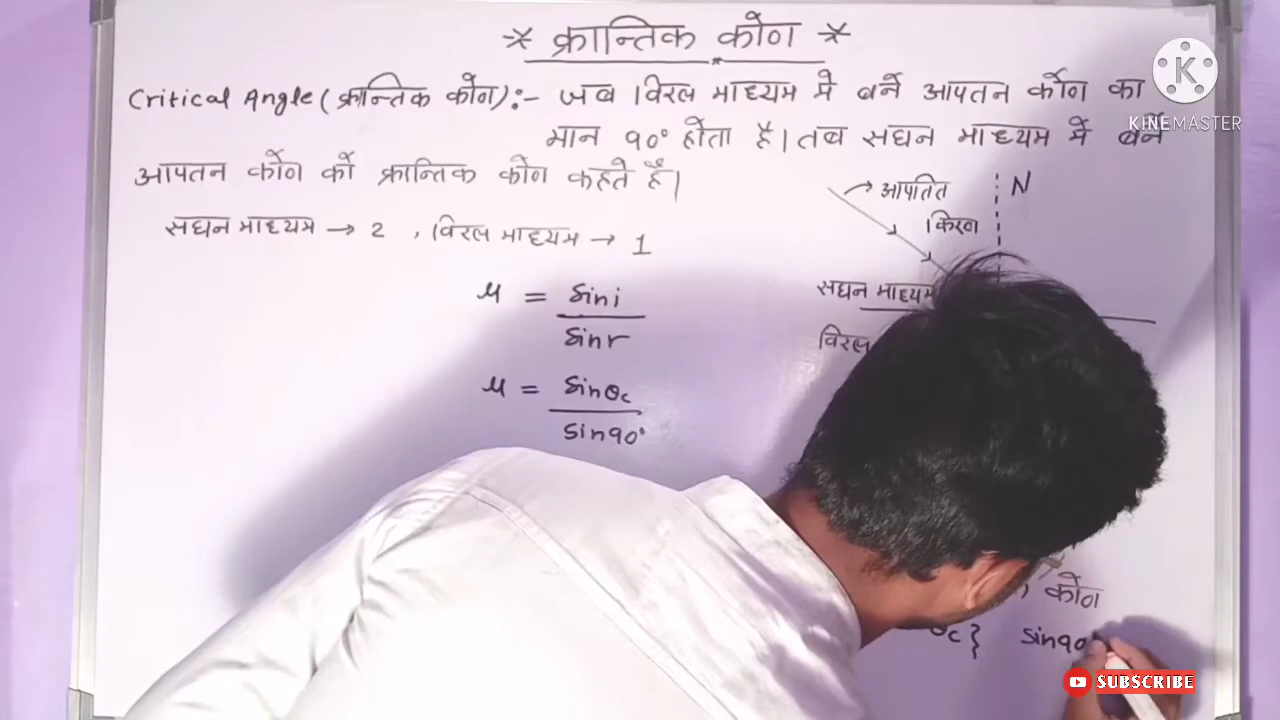 * क्रान्तिक कोण *
Critical Angle (क्रान्तिक कोण) :- जब विरल माध्यम मे बने आपतन कोण का
मान 90° होता है। तब सघन माध्यम मे बने
आपतन कोण को क्रान्तिक कोण कहते है।
सघन माध्यम → 2 , विरल माध्यम → 1
आपतित
किरण
N
μ = sini
sinr
μ = sinθc
sin90°
सघन माध्यम
विरल
कोण
θc} sin90
KINEMASTER
SUBSCRIBE